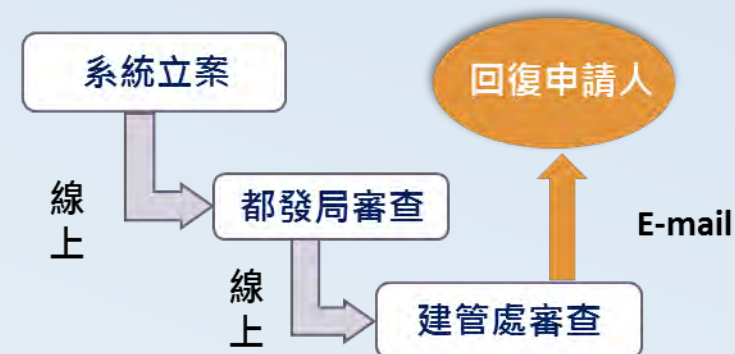 系統立案
回復申請人
線上
都發局審查
E-mail
線上
建管處審查